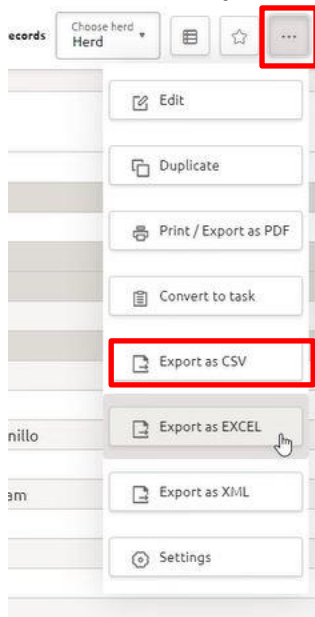 ecords
Choose herd
Herd
...
Edit
Duplicate
Print / Export as PDF
Convert to task
Export as CSV
Export as EXCEL
nillo
am
Export as XML
Settings